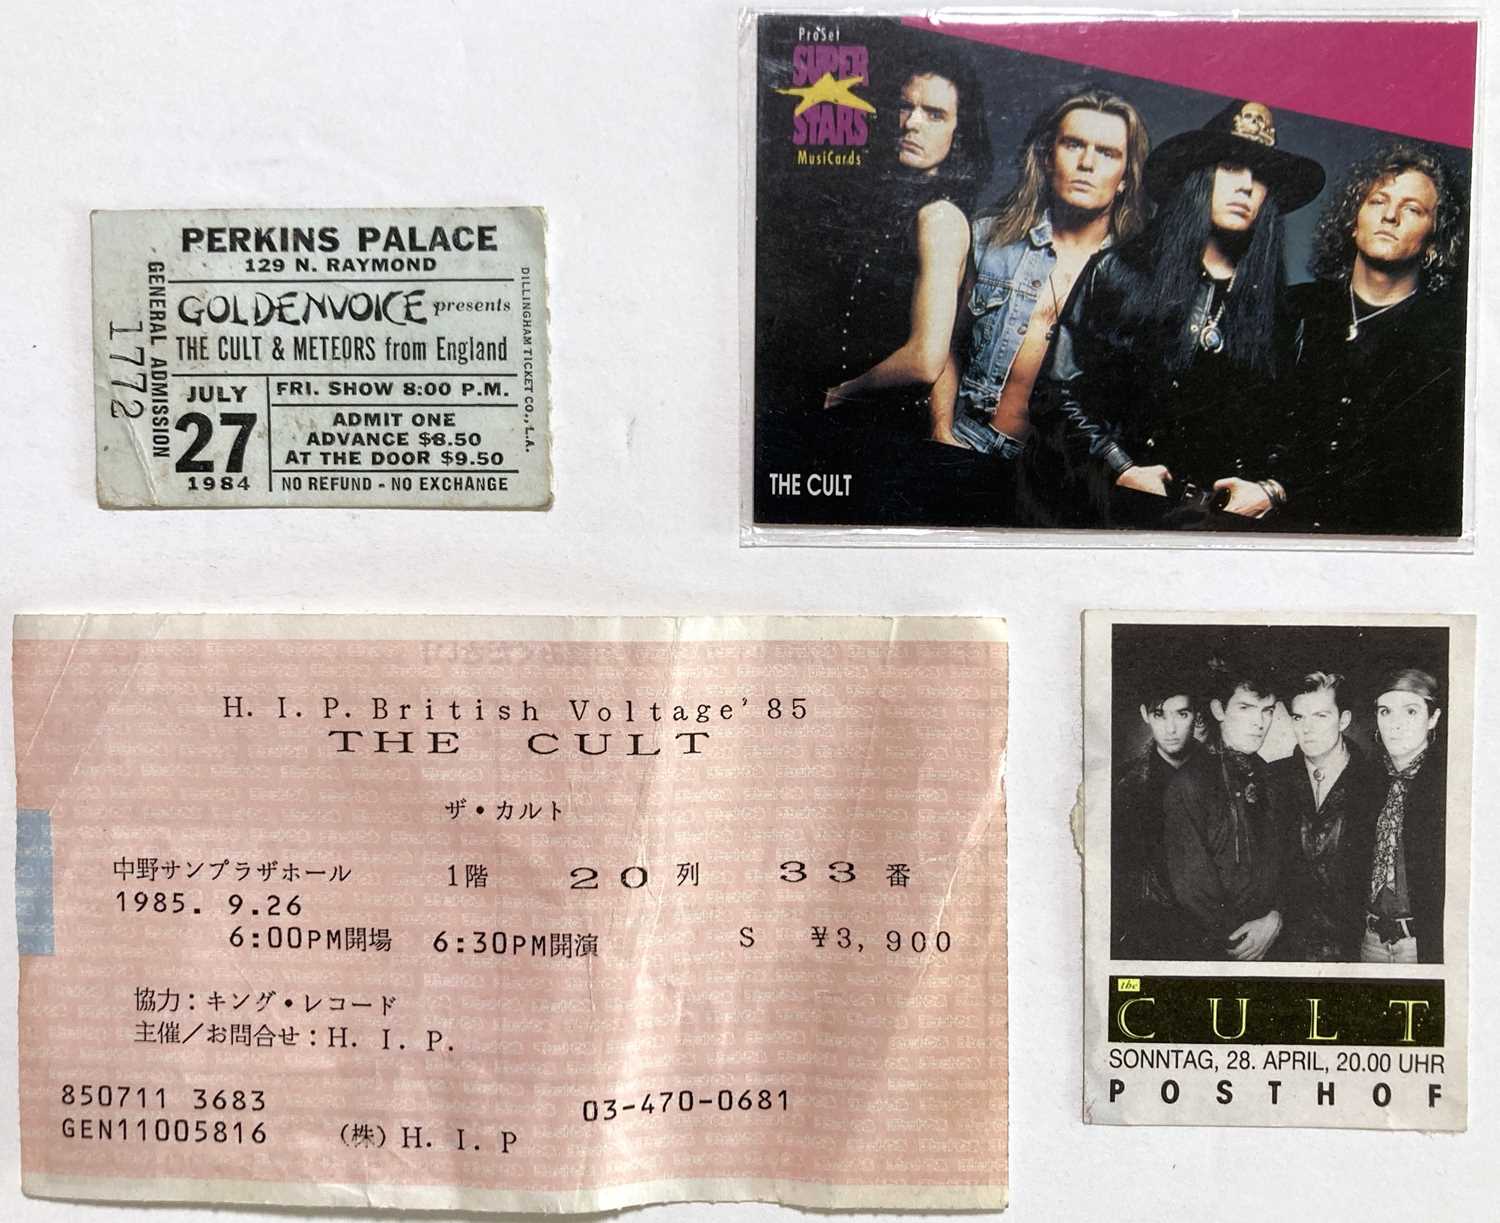 PERKINS PALACE
129 N. RAYMOND
GOLDENVOICE presents
THE CULT & METEORS from England
JULY
27
1984
FRI. SHOW 8:00 P.M.
ADMIT ONE
ADVANCE $8.50
AT THE DOOR $9.50
NO REFUND - NO EXCHANGE
GENERAL ADMISSION
1772
DILLINGHAM TICKET CO., L.A.
ProSet
SUPER
STARS
MusiCards
THE CULT
H. I. P. British Voltage' 85
THE CULT
ザ・カルト
中野サンプラザホール 1階 20 列 33 番
1985. 9.26
6:00PM開場 6:30PM開演 S ¥3, 900
協力：キング・レコード
主催／お問合せ：H. I. P.
850711 3683 03-470-0681
GEN11005816 (株) H. I. P
the
CULT
SONNTAG, 28. APRIL, 20.00 UHR
POSTHOF